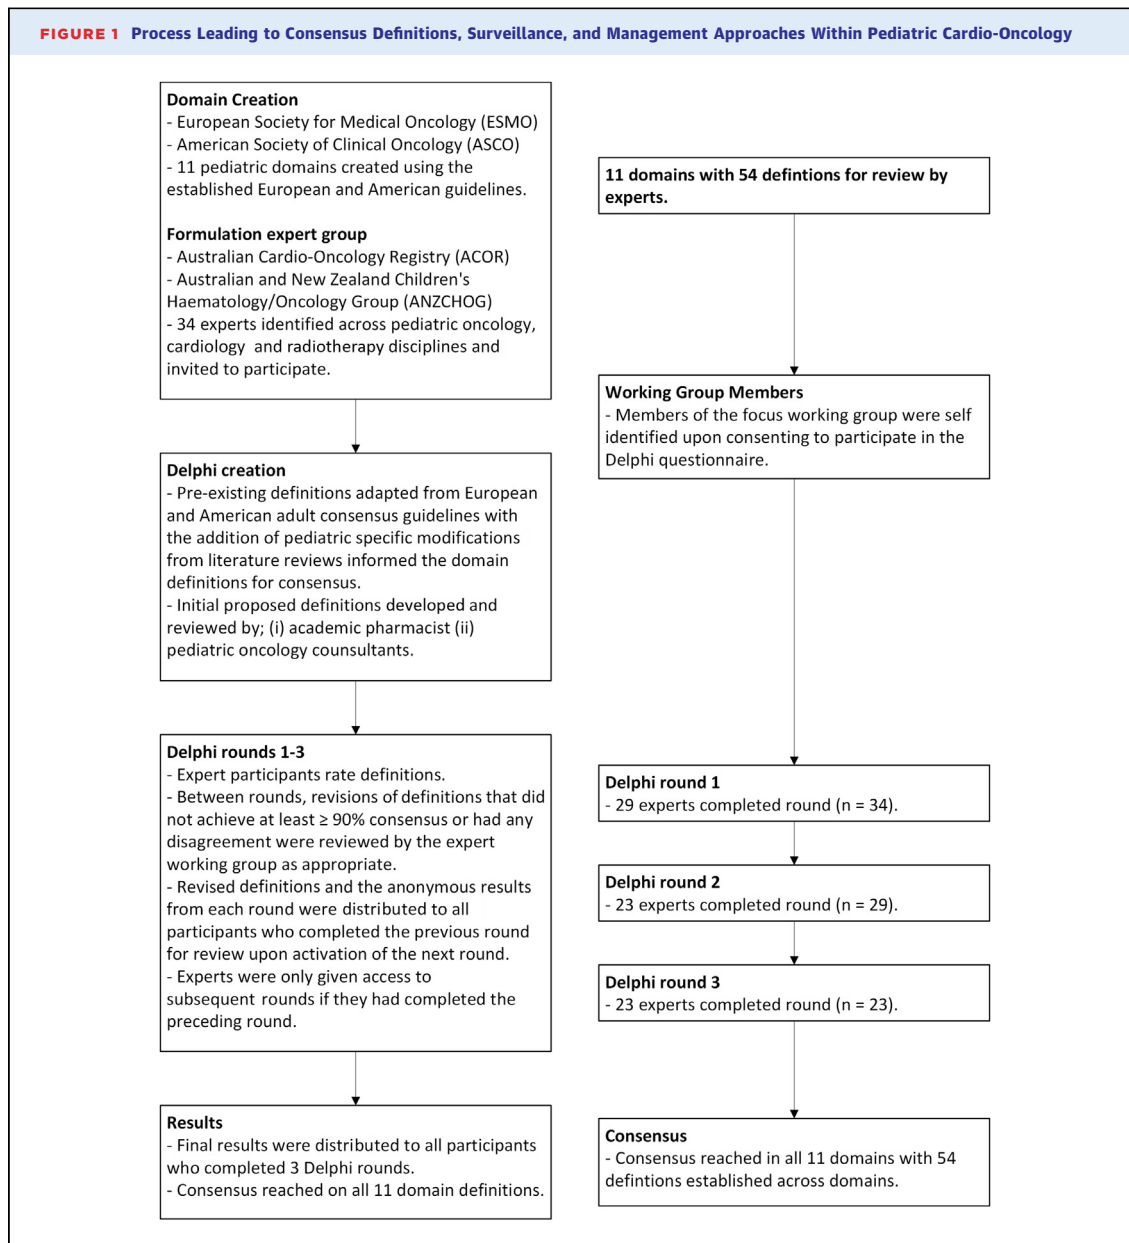 FIGURE 1 Process Leading to Consensus Definitions, Surveillance, and Management Approaches Within Pediatric Cardio-Oncology
Domain Creation
- European Society for Medical Oncology (ESMO)
- American Society of Clinical Oncology (ASCO)
- 11 pediatric domains created using the
established European and American guidelines.
Formulation expert group
- Australian Cardio-Oncology Registry (ACOR)
- Australian and New Zealand Children's
Haematology/Oncology Group (ANZCHOG)
- 34 experts identified across pediatric oncology,
cardiology and radiotherapy disciplines and
invited to participate.
Delphi creation
- Pre-existing definitions adapted from European
and American adult consensus guidelines with
the addition of pediatric specific modifications
from literature reviews informed the domain
definitions for consensus.
- Initial proposed definitions developed and
reviewed by; (i) academic pharmacist (ii)
pediatric oncology counsultants.
Delphi rounds 1-3
- Expert participants rate definitions.
- Between rounds, revisions of definitions that did
not achieve at least ≥ 90% consensus or had any
disagreement were reviewed by the expert
working group as appropriate.
- Revised definitions and the anonymous results
from each round were distributed to all
participants who completed the previous round
for review upon activation of the next round.
- Experts were only given access to
subsequent rounds if they had completed the
preceding round.
Results
- Final results were distributed to all participants
who completed 3 Delphi rounds.
- Consensus reached on all 11 domain definitions.
11 domains with 54 defintions for review by
experts.
Working Group Members
- Members of the focus working group were self
identified upon consenting to participate in the
Delphi questionnaire.
Delphi round 1
- 29 experts completed round (n = 34).
Delphi round 2
- 23 experts completed round (n = 29).
Delphi round 3
- 23 experts completed round (n = 23).
Consensus
- Consensus reached in all 11 domains with 54
defintions established across domains.